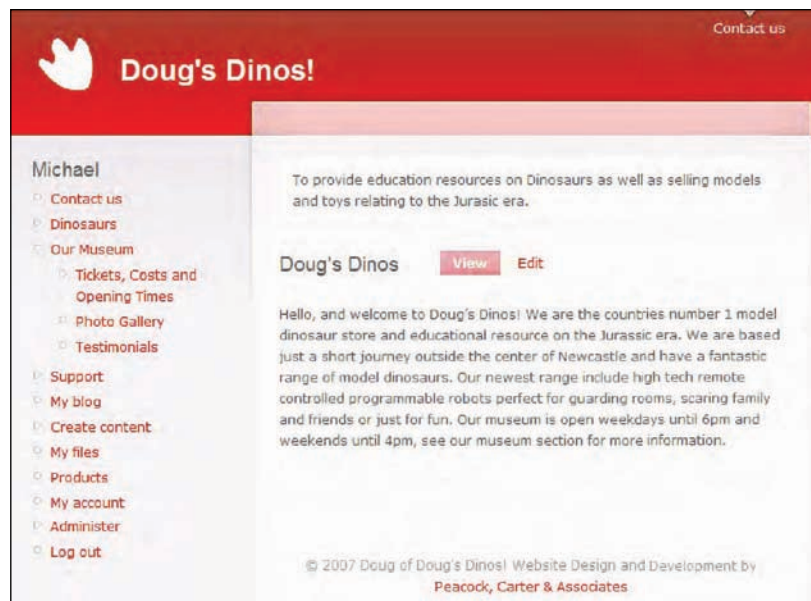 Contact us
Doug's Dinos!
Michael
Contact us
Dinosaurs
Our Museum
Tickets, Costs and
Opening Times
Photo Gallery
Testimonials
Support
My blog
Create content
My files
Products
My account
Administer
Log out
To provide education resources on Dinosaurs as well as selling models
and toys relating to the Jurasic era.
Doug's Dinos View Edit
Hello, and welcome to Doug's Dinos! We are the countries number 1 model
dinosaur store and educational resource on the Jurassic era. We are based
just a short journey outside the center of Newcastle and have a fantastic
range of model dinosaurs. Our newest range include high tech remote
controlled programmable robots perfect for guarding rooms, scaring family
and friends or just for fun. Our museum is open weekdays until 6pm and
weekends until 4pm, see our museum section for more information.
© 2007 Doug of Doug's Dinos! Website Design and Development by
Peacock, Carter & Associates